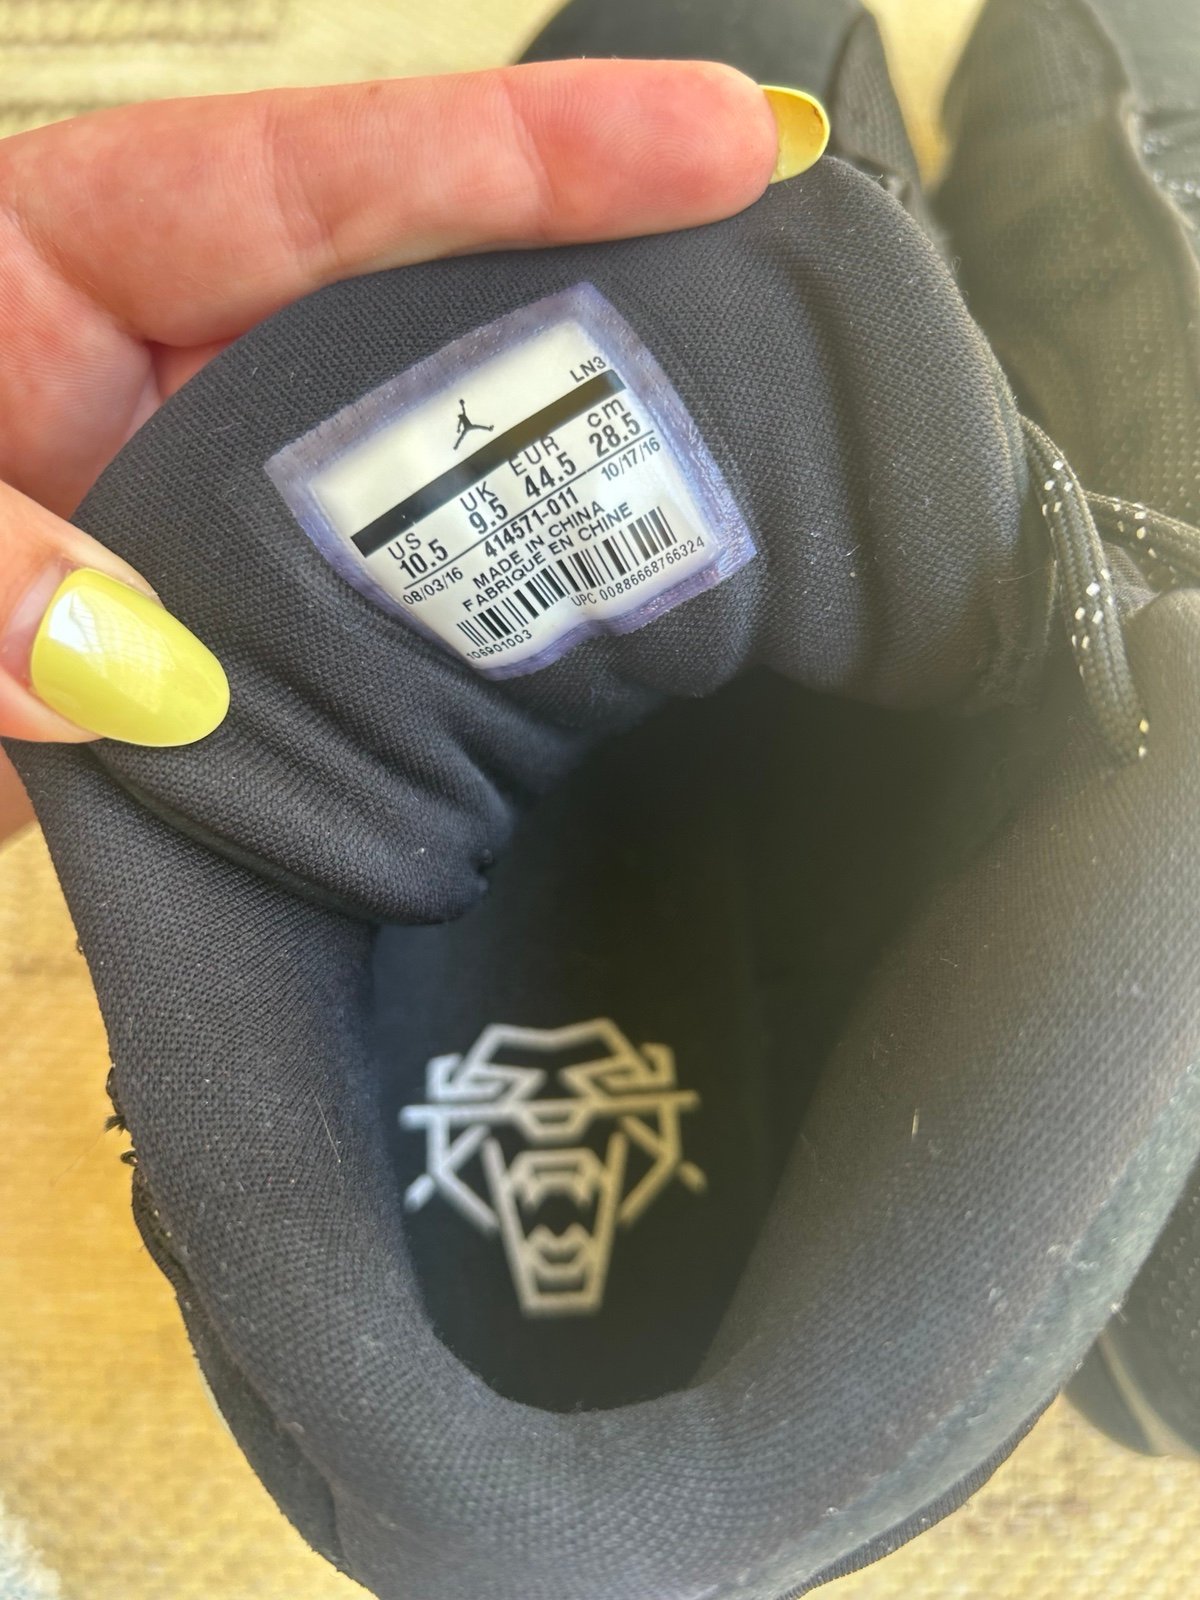 LN3
US UK EUR cm
10.5 9.5 44.5 28.5
08/03/16 414571-011 10/17/16
MADE IN CHINA
FABRIQUE EN CHINE
106901003 UPC 00886668766324